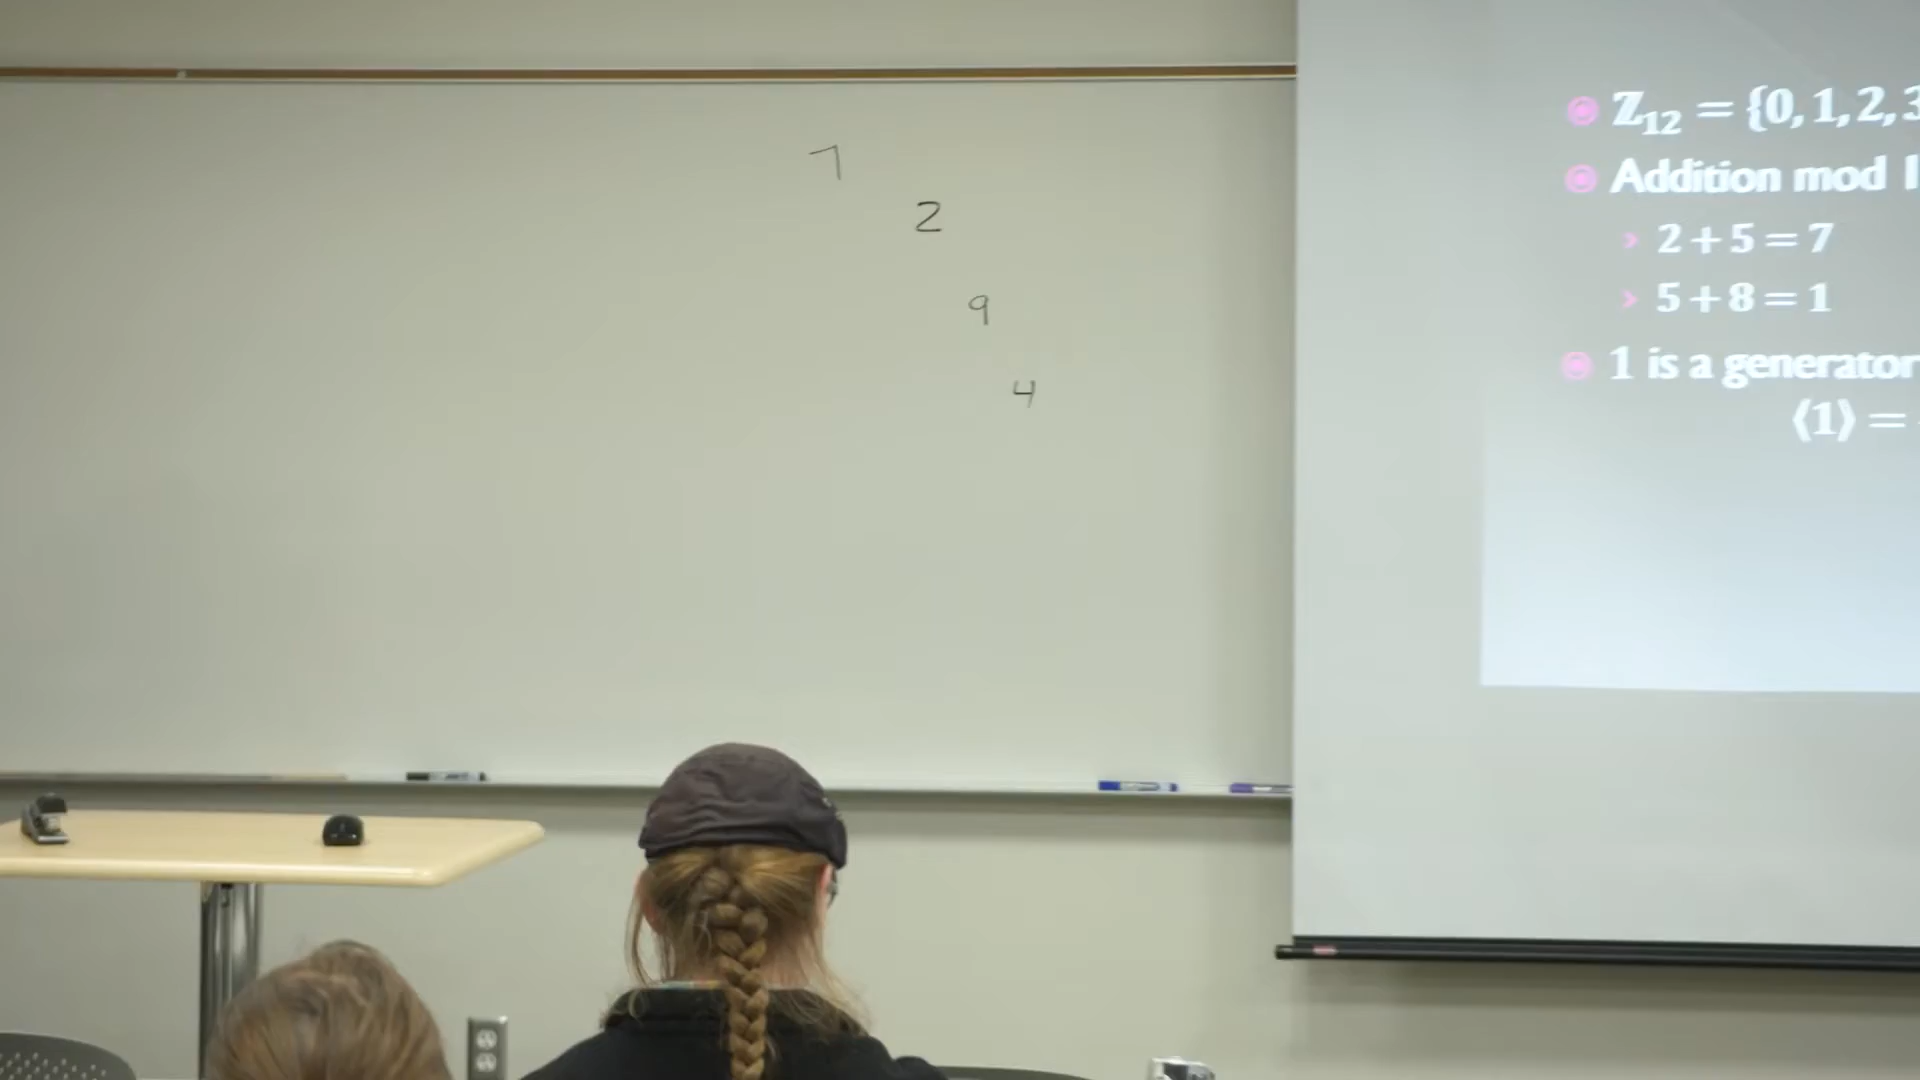 7
2
9
4
ℤ₁₂ = {0, 1, 2, 3
Addition mod 1
2 + 5 = 7
5 + 8 = 1
1 is a generator
⟨1⟩ =